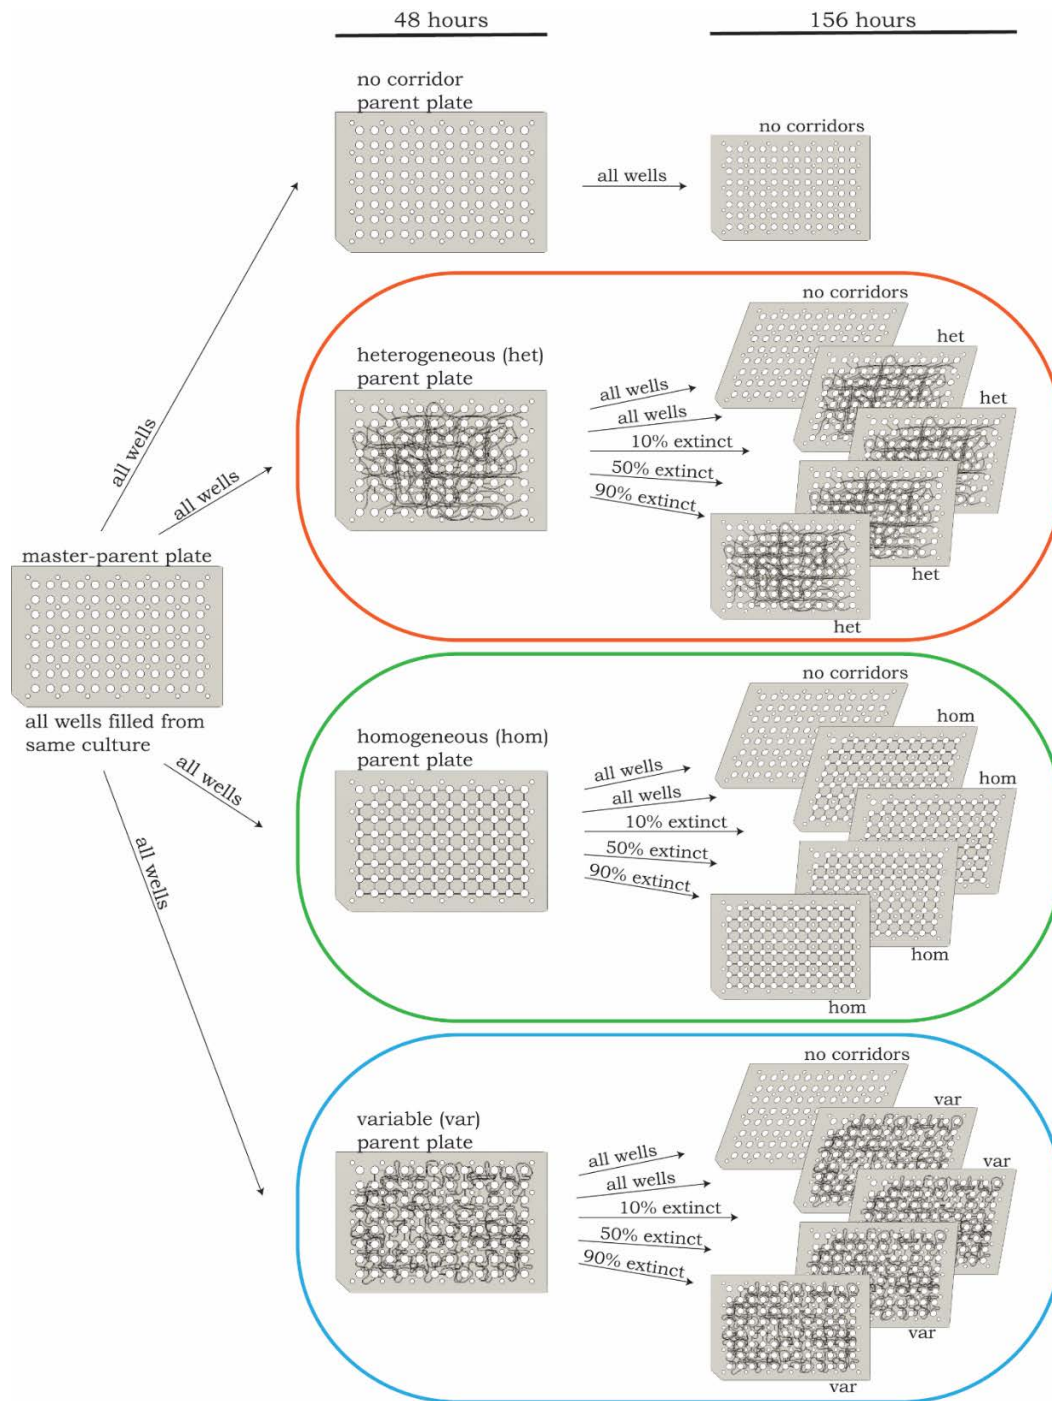 48 hours
156 hours
no corridor
parent plate
no corridors
all wells
all wells
heterogeneous (het)
parent plate
all wells
all wells
10% extinct
50% extinct
90% extinct
no corridors
het
het
het
het
all wells
master-parent plate
all wells filled from
same culture
all wells
homogeneous (hom)
parent plate
all wells
all wells
10% extinct
50% extinct
90% extinct
no corridors
hom
hom
hom
hom
all wells
variable (var)
parent plate
all wells
all wells
10% extinct
50% extinct
90% extinct
no corridors
var
var
var
var